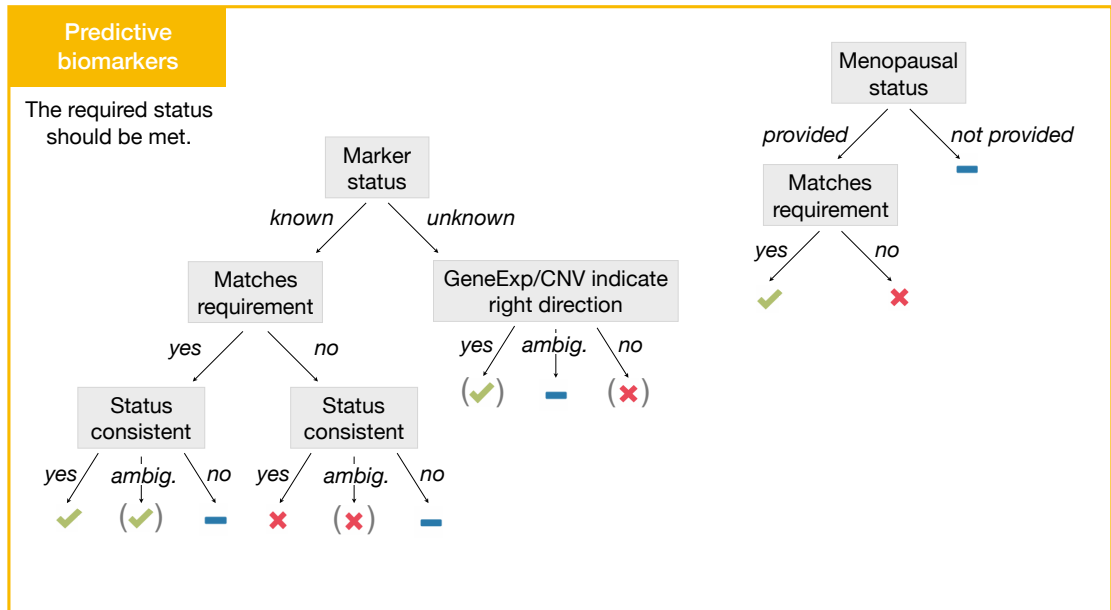 Predictive
biomarkers
The required status
should be met.
Marker
status
known
unknown
Matches
requirement
GeneExp/CNV indicate
right direction
yes
no
yes
ambig.
no
( )
( )
Status
consistent
Status
consistent
yes
ambig.
no
yes
ambig.
no
( )
( )
Menopausal
status
provided
not provided
Matches
requirement
yes
no